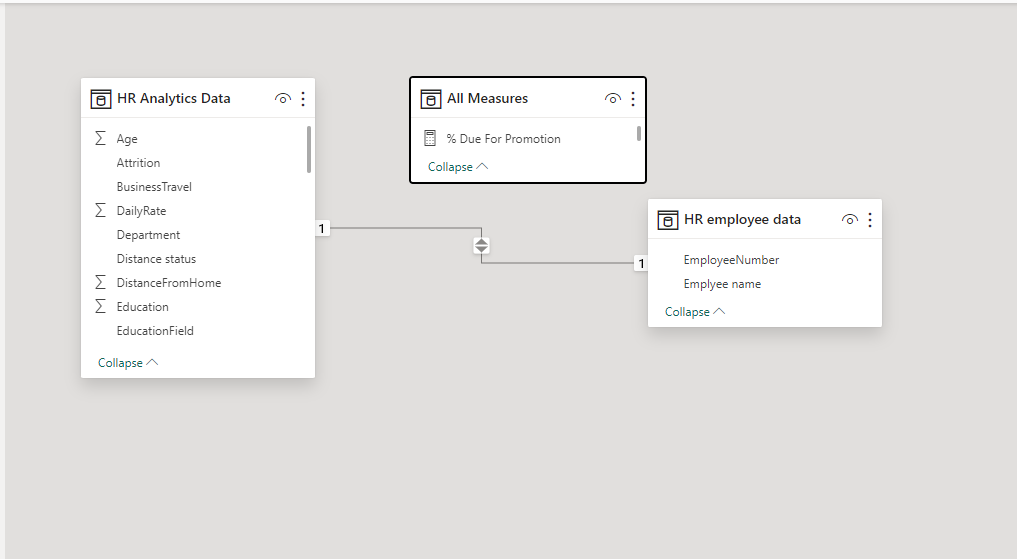 HR Analytics Data
Age
Attrition
BusinessTravel
DailyRate
Department
Distance status
DistanceFromHome
Education
EducationField
Collapse
All Measures
% Due For Promotion
Collapse
1
1
HR employee data
EmployeeNumber
Emplyee name
Collapse